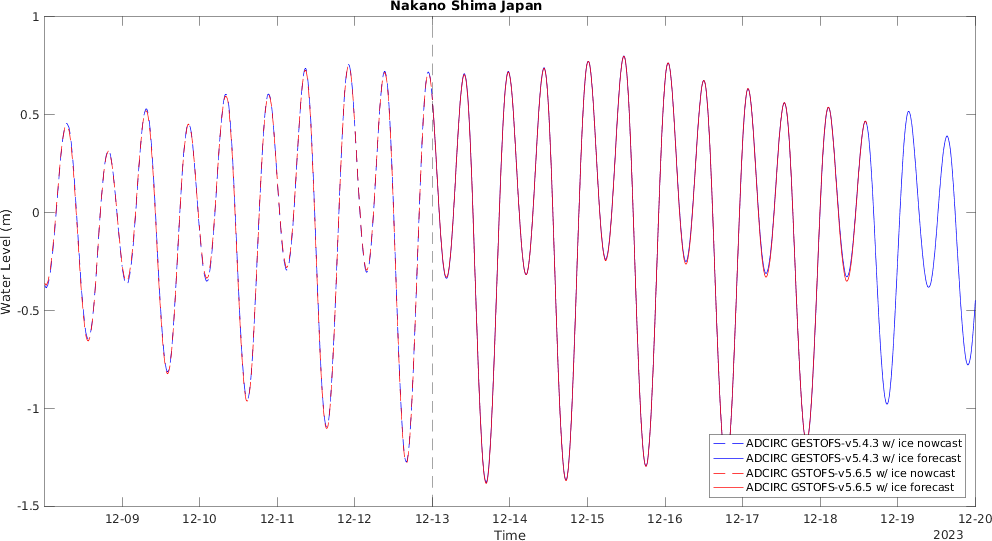 Nakano Shima Japan
1
0.5
0
-0.5
-1
-1.5
Water Level (m)
ADCIRC GESTOFS-v5.4.3 w/ ice nowcast
ADCIRC GESTOFS-v5.4.3 w/ ice forecast
ADCIRC GSTOFS-v5.6.5 w/ ice nowcast
ADCIRC GSTOFS-v5.6.5 w/ ice forecast
12-09 12-10 12-11 12-12 12-13 12-14 12-15 12-16 12-17 12-18 12-19 12-20
Time
2023